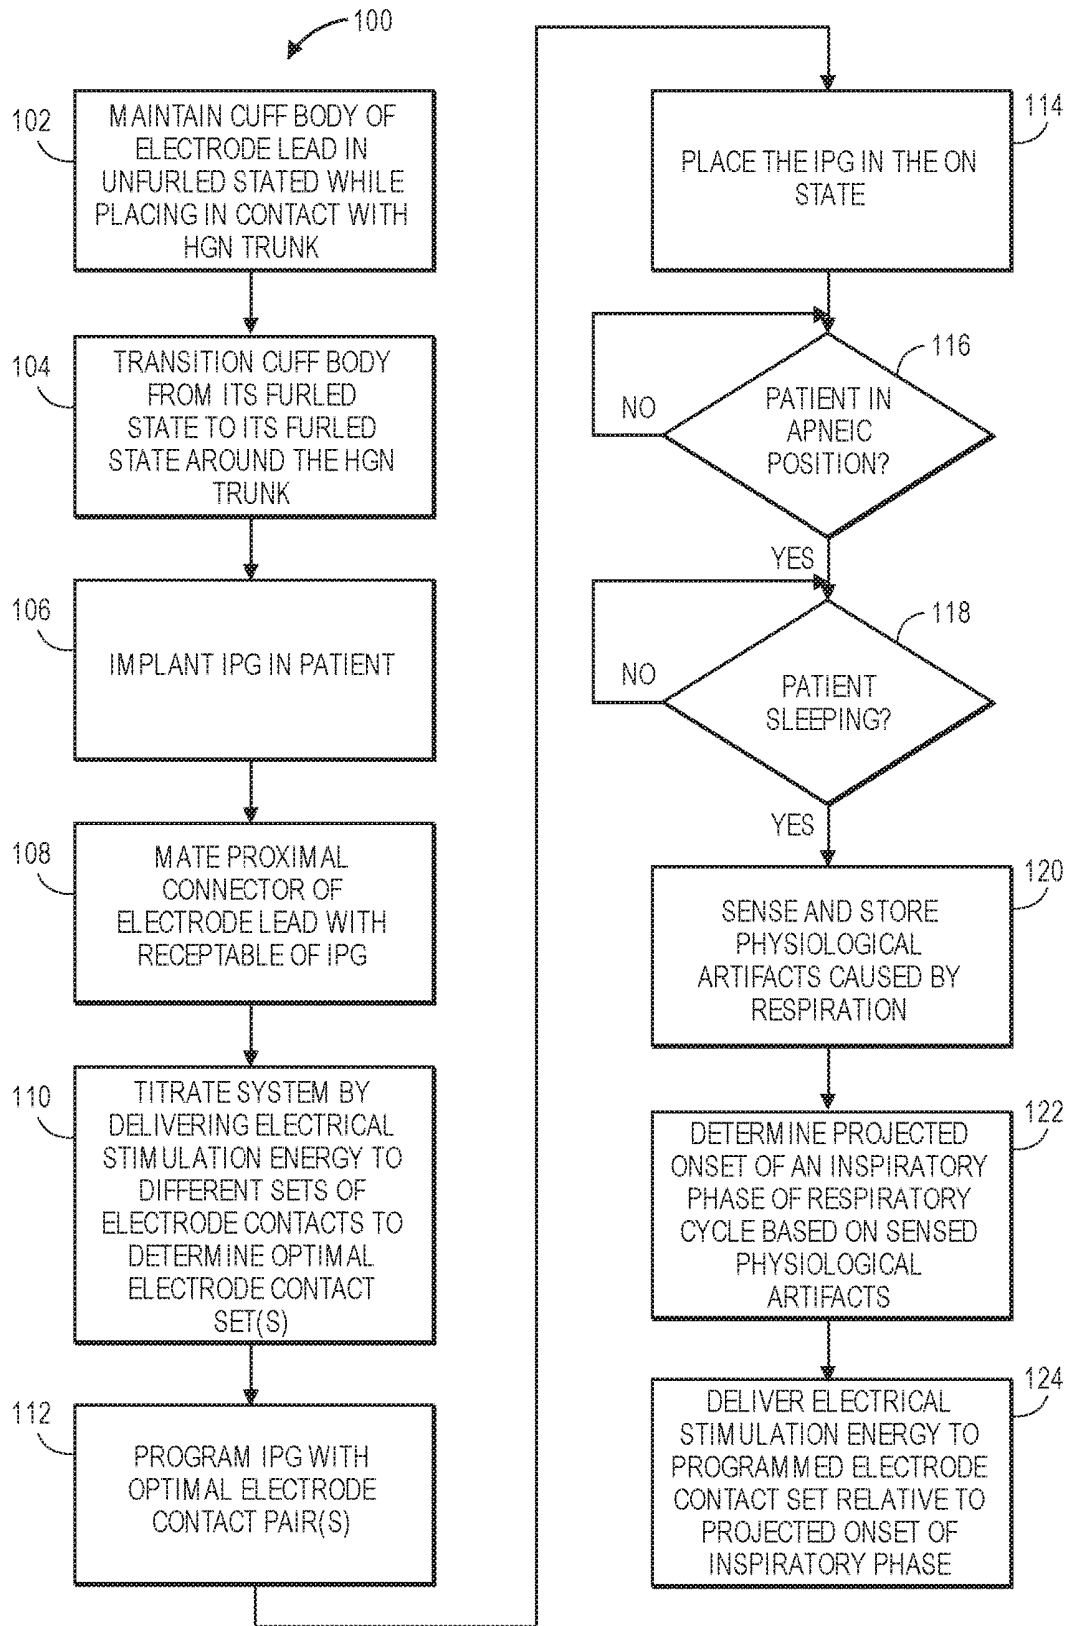 100
102
MAINTAIN CUFF BODY OF
ELECTRODE LEAD IN
UNFURLED STATED WHILE
PLACING IN CONTACT WITH
HGN TRUNK
104
TRANSITION CUFF BODY
FROM ITS FURLED
STATE TO ITS FURLED
STATE AROUND THE HGN
TRUNK
106
IMPLANT IPG IN PATIENT
108
MATE PROXIMAL
CONNECTOR OF
ELECTRODE LEAD WITH
RECEPTABLE OF IPG
110
TITRATE SYSTEM BY
DELIVERING ELECTRICAL
STIMULATION ENERGY TO
DIFFERENT SETS OF
ELECTRODE CONTACTS TO
DETERMINE OPTIMAL
ELECTRODE CONTACT
SET(S)
112
PROGRAM IPG WITH
OPTIMAL ELECTRODE
CONTACT PAIR(S)
114
PLACE THE IPG IN THE ON
STATE
116
PATIENT IN
APNEIC
POSITION?
NO
YES
118
PATIENT
SLEEPING?
NO
YES
120
SENSE AND STORE
PHYSIOLOGICAL
ARTIFACTS CAUSED BY
RESPIRATION
122
DETERMINE PROJECTED
ONSET OF AN INSPIRATORY
PHASE OF RESPIRATORY
CYCLE BASED ON SENSED
PHYSIOLOGICAL
ARTIFACTS
124
DELIVER ELECTRICAL
STIMULATION ENERGY TO
PROGRAMMED ELECTRODE
CONTACT SET RELATIVE TO
PROJECTED ONSET OF
INSPIRATORY PHASE